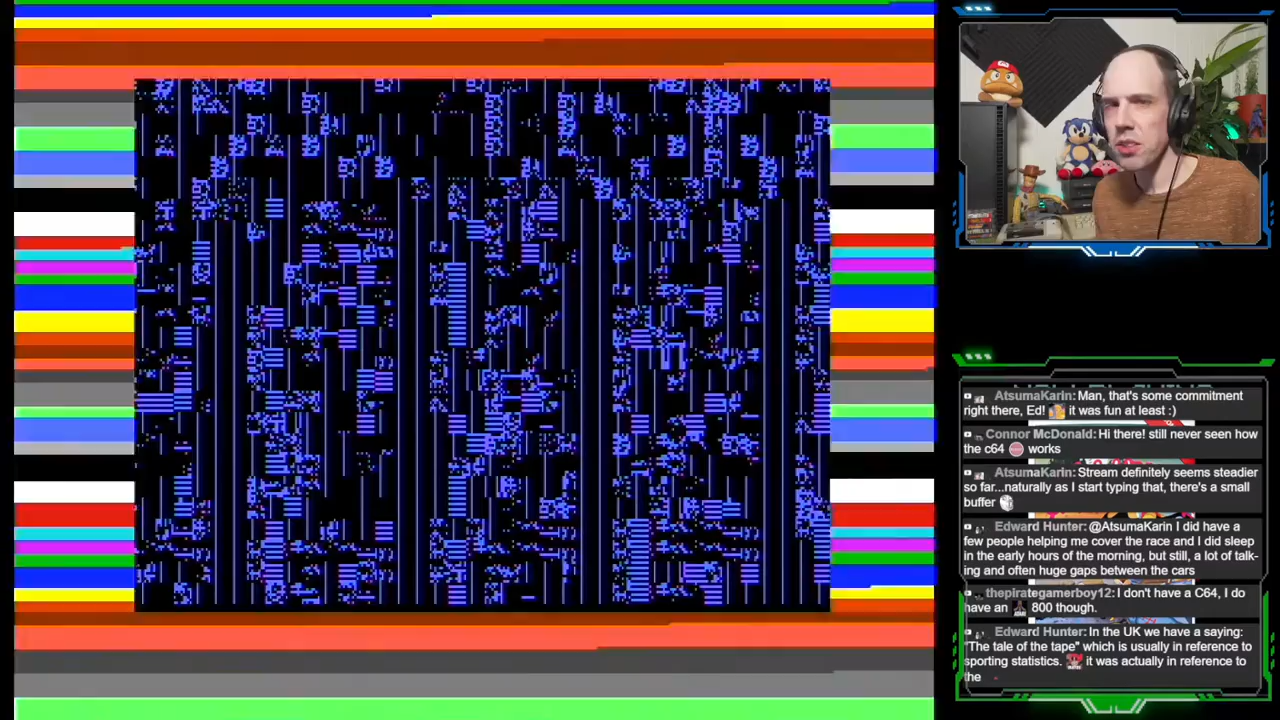 AtsumaKarin: Man, that's some commitment
right there, Ed! it was fun at least :)
Connor McDonald: Hi there! still never seen how
the c64 works
AtsumaKarin: Stream definitely seems steadier
so far...naturally as I start typing that, there's a small
buffer
Edward Hunter: @AtsumaKarin I did have a
few people helping me cover the race and I did sleep
in the early hours of the morning, but still, a lot of talk-
ing and often huge gaps between the cars
thepirategamerboy12: I don't have a C64, I do
have an 800 though.
Edward Hunter: In the UK we have a saying:
"The tale of the tape" which is usually in reference to
sporting statistics. it was actually in reference to
the